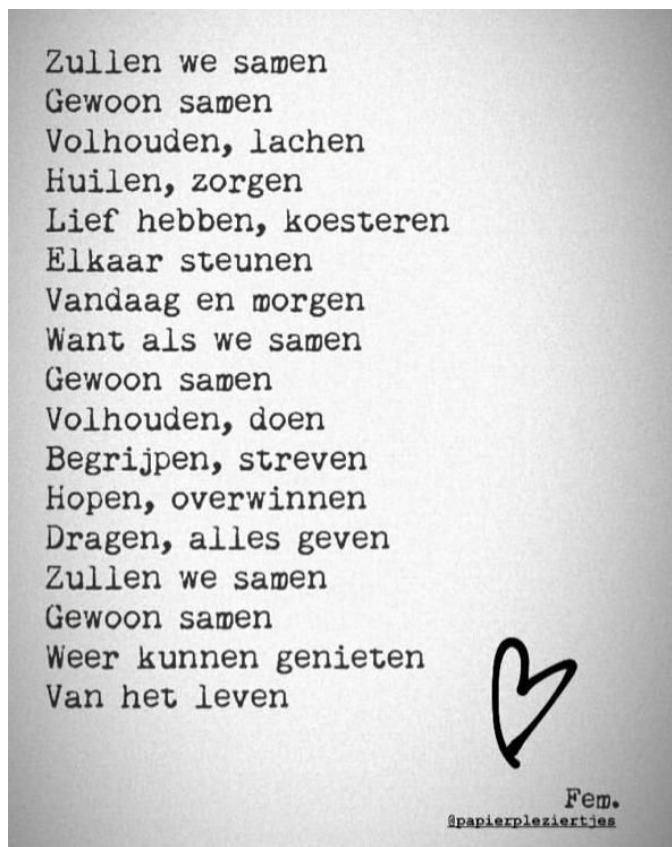 Zullen we samen
Gewoon samen
Volhouden, lachen
Huilen, zorgen
Lief hebben, koesteren
Elkaar steunen
Vandaag en morgen
Want als we samen
Gewoon samen
Volhouden, doen
Begrijpen, streven
Hopen, overwinnen
Dragen, alles geven
Zullen we samen
Gewoon samen
Weer kunnen genieten
Van het leven
Fem.
@papierpleziertjes